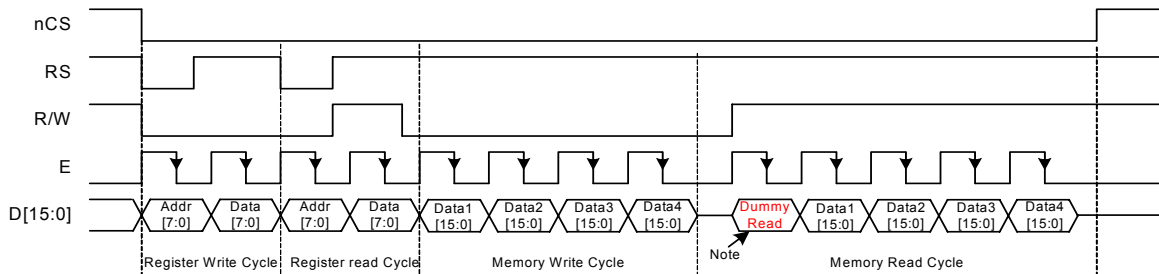 nCS
RS
R/W
E
D[15:0]
Addr
[7:0]
Data
[7:0]
Addr
[7:0]
Data
[7:0]
Data1
[15:0]
Data2
[15:0]
Data3
[15:0]
Data4
[15:0]
Dummy
Read
Data1
[15:0]
Data2
[15:0]
Data3
[15:0]
Data4
[15:0]
Note
Register Write Cycle
Register read Cycle
Memory Write Cycle
Memory Read Cycle